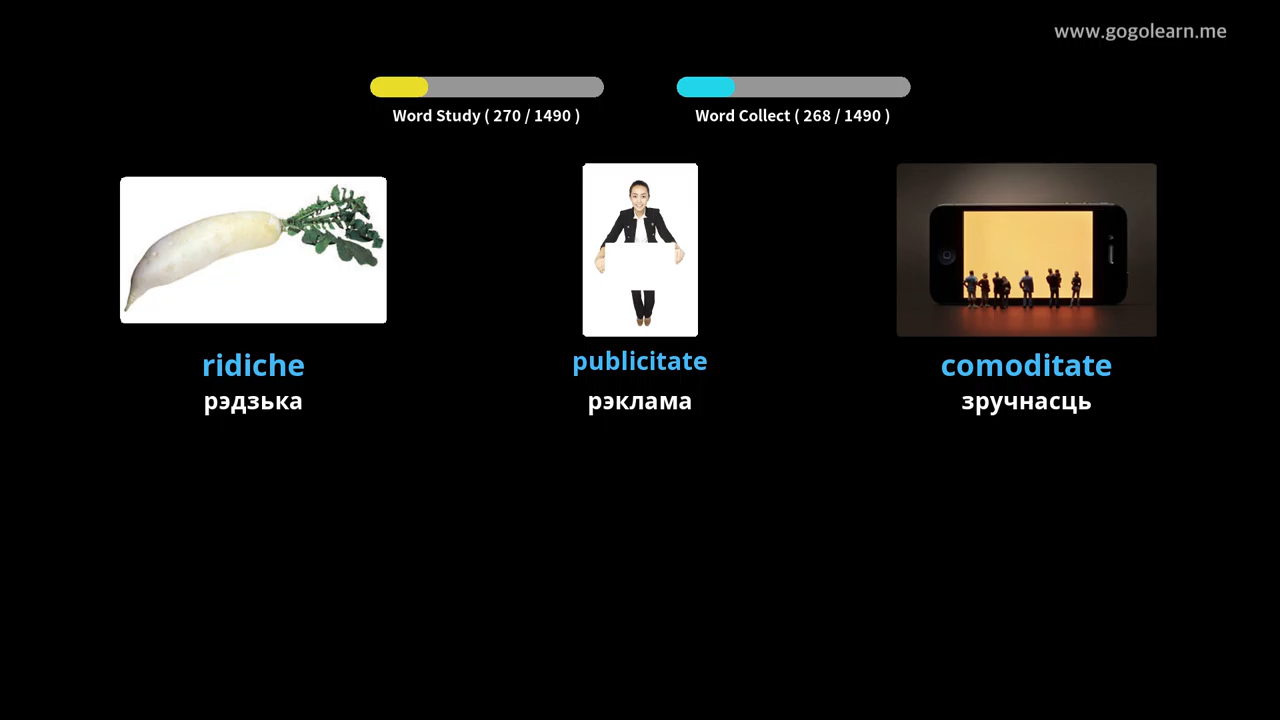 www.gogolearn.me
Word Study ( 270 / 1490 )
Word Collect ( 268 / 1490 )
ridiche
рэдзька
publicitate
рэклама
comoditate
зручнасць